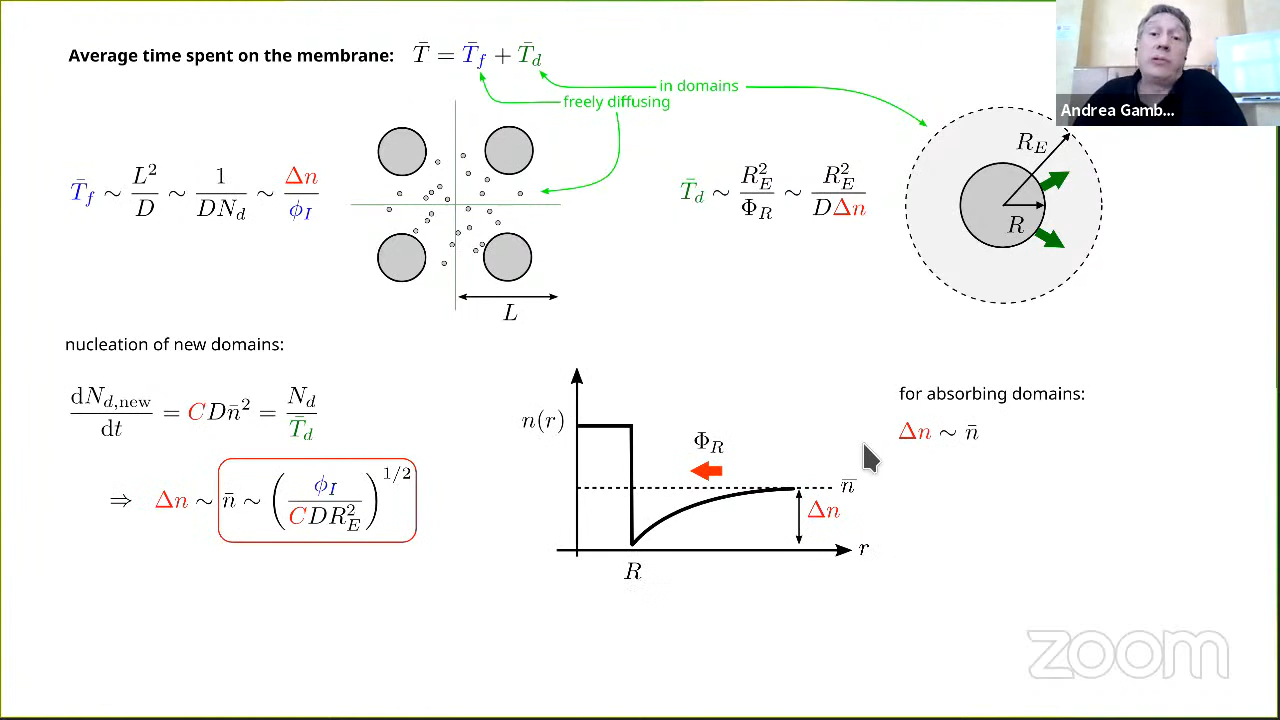 Average time spent on the membrane: T̄ = T̄_f + T̄_d
in domains
freely diffusing
Andrea Gamb...
R_E
R
T̄_f ∼ L²/D ∼ 1/(DN_d) ∼ Δn/ϕ_I
T̄_d ∼ R_E²/Φ_R ∼ R_E²/(DΔn)
L
nucleation of new domains:
dN_{d,new}/dt = CDn̄² = N_d/T̄_d
⇒ Δn ∼ n̄ ∼ (ϕ_I/(CDR_E²))^{1/2}
n(r)
Φ_R
n̄
Δn
r
R
for absorbing domains:
Δn ∼ n̄
zoom